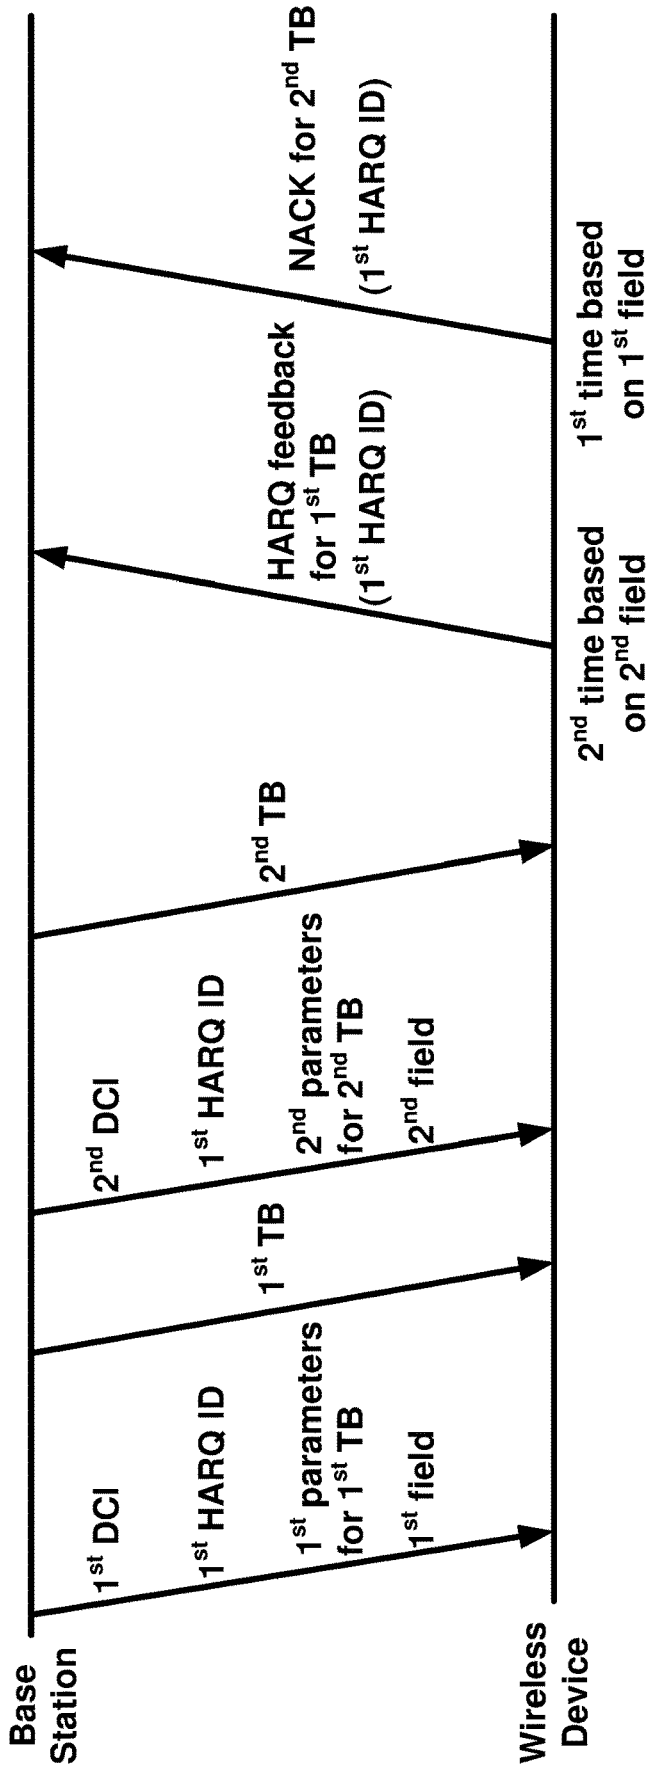 Base
Station
1st DCI
1st HARQ ID
1st parameters
for 1st TB
1st field
1st TB
2nd DCI
1st HARQ ID
2nd parameters
for 2nd TB
2nd field
2nd TB
HARQ feedback
for 1st TB
(1st HARQ ID)
NACK for 2nd TB
(1st HARQ ID)
Wireless
Device
2nd time based
on 2nd field
1st time based
on 1st field